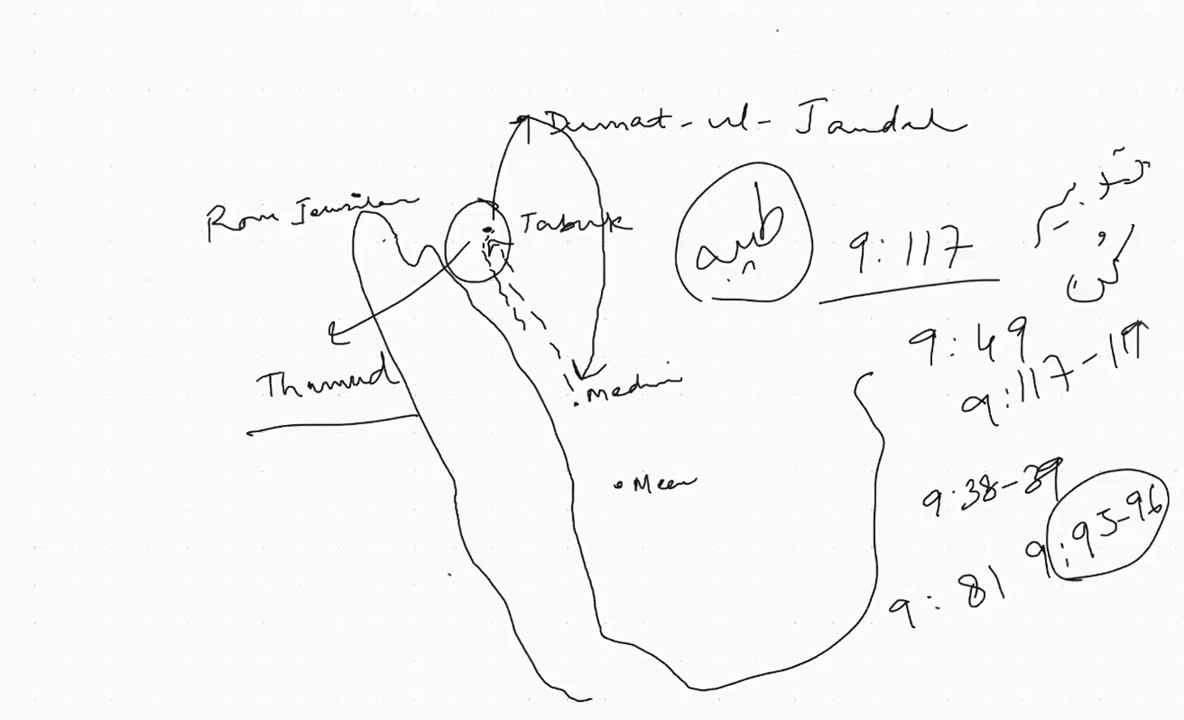 Dumat-ul-Jandal
Rom Jerusalem
Tabuk
طيبه
9:117
9:49
9:117-119
Thamud
Medina
9:38-39
Mecca
9:95-96
9:81